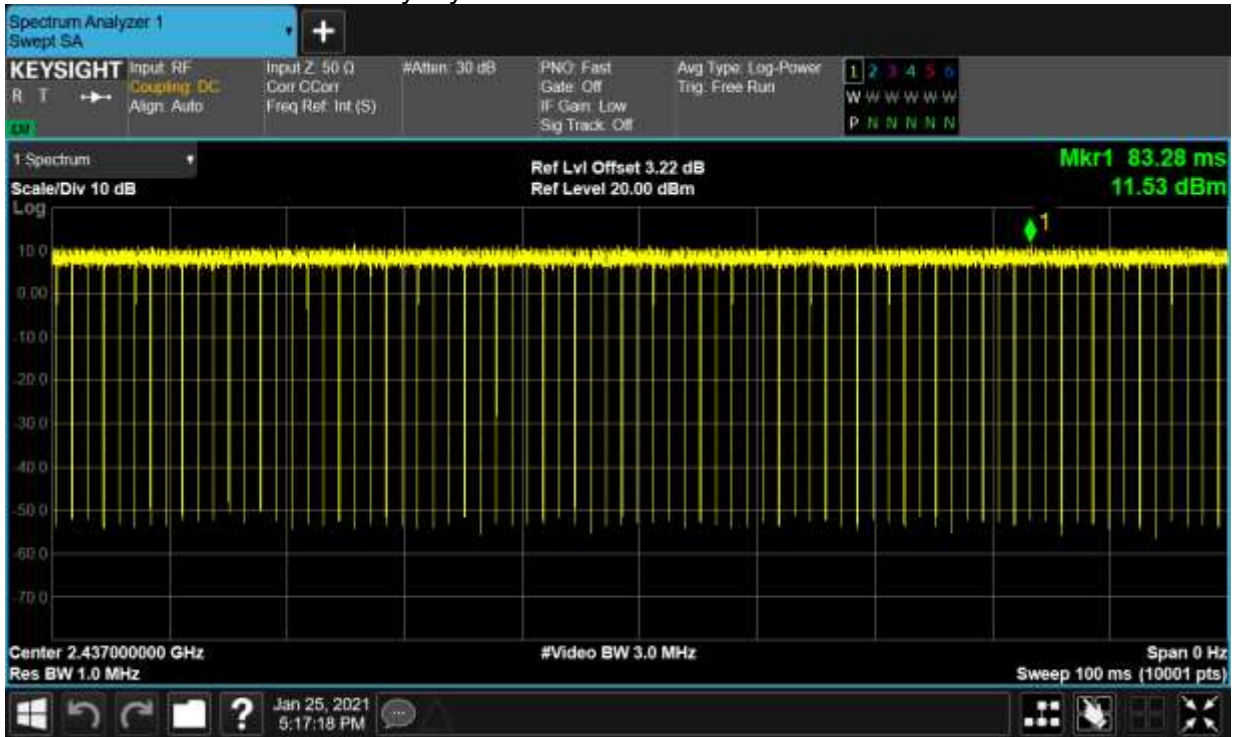 Spectrum Analyzer 1
Swept SA
+
KEYSIGHT
R T
Input: RF
Coupling: DC
Align: Auto
Input Z: 50 Ω
Corr CCorr
Freq Ref: Int (S)
#Atten: 30 dB
PNO: Fast
Gate: Off
IF Gain: Low
Sig Track: Off
Avg Type: Log-Power
Trig: Free Run
1 2 3 4 5 6
W W W W W W
P N N N N N
1 Spectrum
Scale/Div 10 dB
Log
Ref Lvl Offset 3.22 dB
Ref Level 20.00 dBm
Mkr1 83.28 ms
11.53 dBm
1
10.0
0.00
-10.0
-20.0
-30.0
-40.0
-50.0
-60.0
-70.0
Center 2.437000000 GHz
Res BW 1.0 MHz
#Video BW 3.0 MHz
Span 0 Hz
Sweep 100 ms (10001 pts)
?
Jan 25, 2021
5:17:18 PM